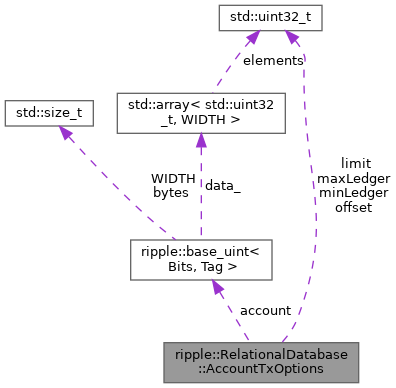 std::uint32_t
elements
std::array< std::uint32
_t, WIDTH >
std::size_t
limit
maxLedger
minLedger
offset
WIDTH
bytes
data_
ripple::base_uint<
Bits, Tag >
account
ripple::RelationalDatabase
::AccountTxOptions